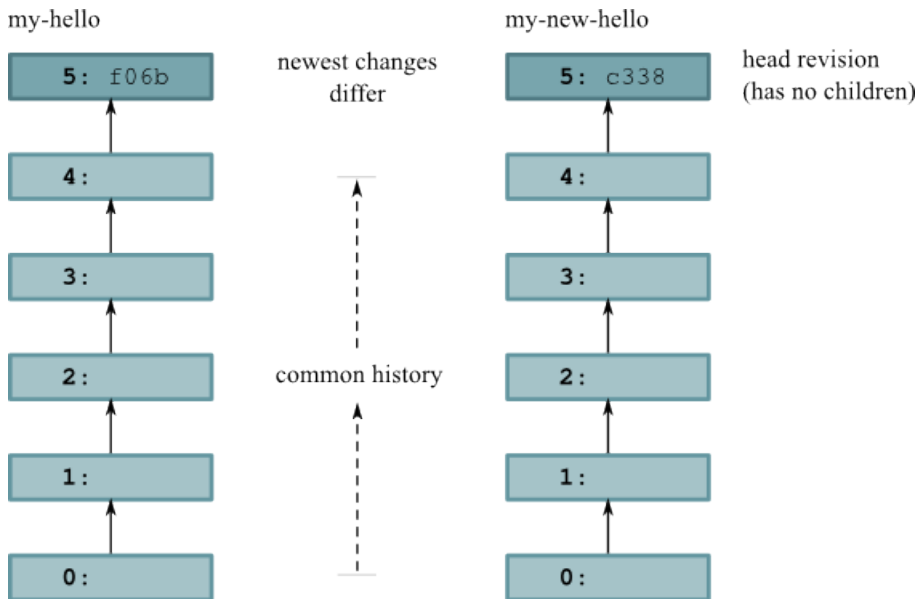 my-hello
5: f06b
4:
3:
2:
1:
0:
newest changes
differ
common history
my-new-hello
5: c338
4:
3:
2:
1:
0:
head revision
(has no children)